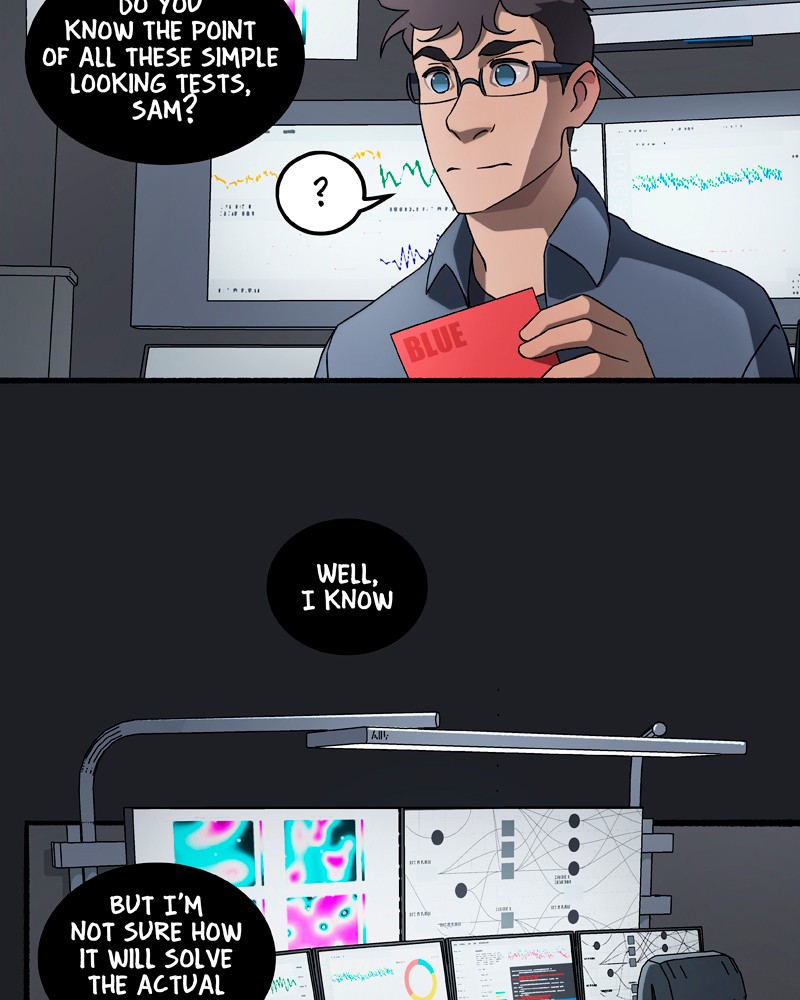 DO YOU
KNOW THE POINT
OF ALL THESE SIMPLE
LOOKING TESTS,
SAM?
?
BLUE
WELL,
I KNOW
BUT I'M
NOT SURE HOW
IT WILL SOLVE
THE ACTUAL